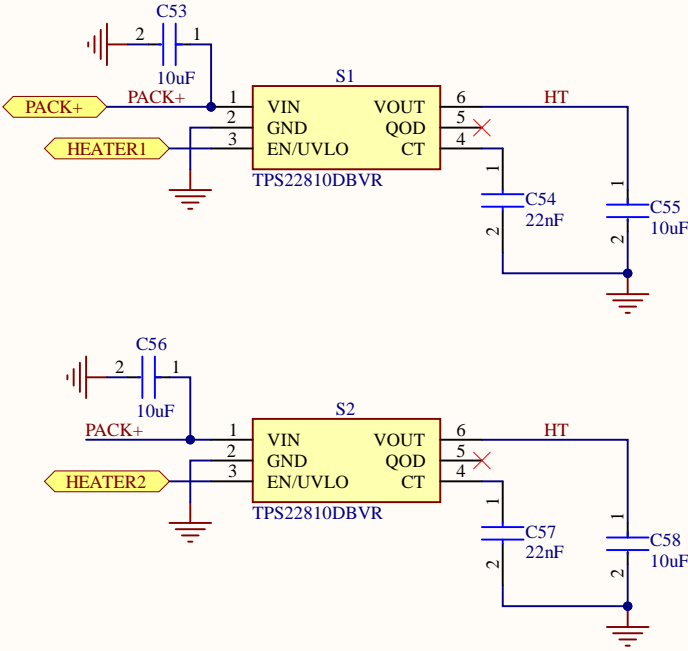 C53
2 1
10uF
S1
PACK+ PACK+ 1 VIN VOUT 6 HT
2 GND QOD 5
HEATER1 3 EN/UVLO CT 4
TPS22810DBVR
1 C54 22nF 2
1 C55 10uF 2
C56
2 1
10uF
S2
PACK+ 1 VIN VOUT 6 HT
2 GND QOD 5
HEATER2 3 EN/UVLO CT 4
TPS22810DBVR
1 C57 22nF 2
1 C58 10uF 2